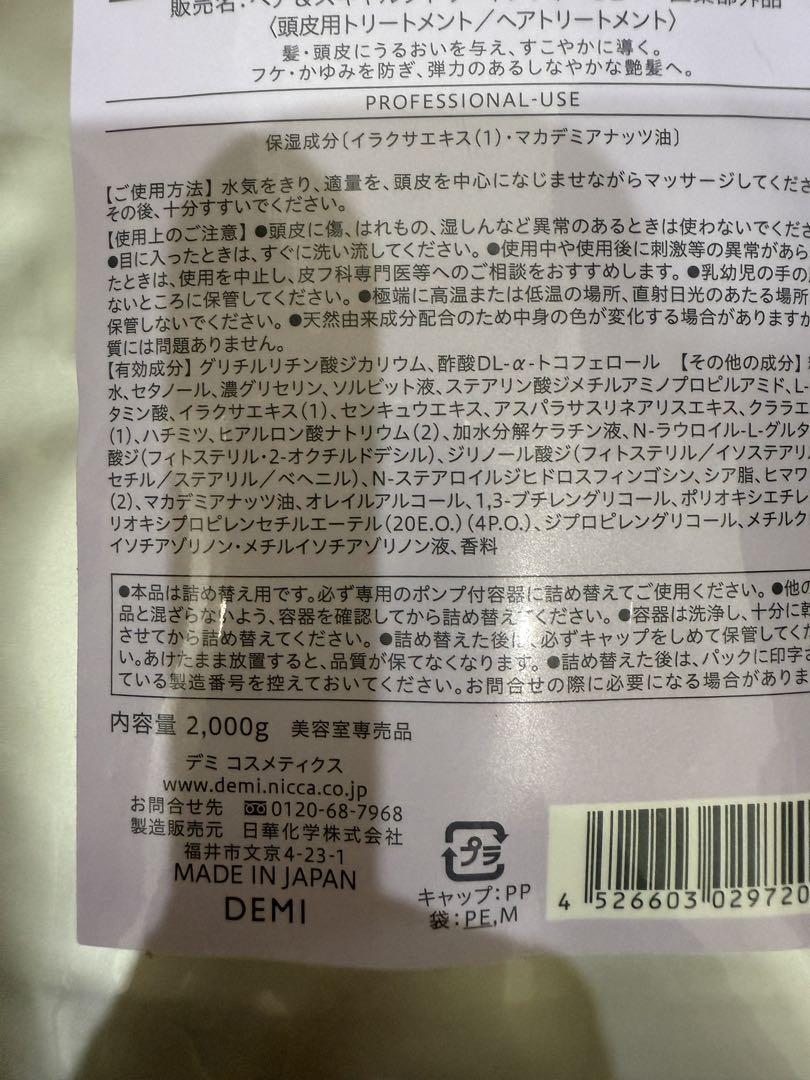 販売名:
〈頭皮用トリートメント／ヘアトリートメント〉
髪・頭皮にうるおいを与え、すこやかに導く。
フケ・かゆみを防ぎ、弾力のあるしなやかな艶髪へ。
PROFESSIONAL-USE
保湿成分〔イラクサエキス(1)・マカデミアナッツ油〕
【ご使用方法】水気をきり、適量を、頭皮を中心になじませながらマッサージしてくださ
その後、十分すすいでください。
【使用上のご注意】●頭皮に傷、はれもの、湿しんなど異常のあるときは使わないでくださ
●目に入ったときは、すぐに洗い流してください。●使用中や使用後に刺激等の異常があら
たときは、使用を中止し、皮フ科専門医等へのご相談をおすすめします。●乳幼児の手の
ないところに保管してください。●極端に高温または低温の場所、直射日光のあたる場所
保管しないでください。●天然由来成分配合のため中身の色が変化する場合がありますが
質には問題ありません。
【有効成分】グリチルリチン酸ジカリウム、酢酸DL-α-トコフェロール 【その他の成分】
水、セタノール、濃グリセリン、ソルビット液、ステアリン酸ジメチルアミノプロピルアミド、L-
タミン酸、イラクサエキス(1)、センキュウエキス、アスパラサスリネアリスエキス、クララエ
(1)、ハチミツ、ヒアルロン酸ナトリウム(2)、加水分解ケラチン液、N-ラウロイル-L-グルタ
酸ジ(フィトステリル・2-オクチルドデシル)、ジリノール酸ジ(フィトステリル／イソステアリ
セチル／ステアリル／ベヘニル)、N-ステアロイルジヒドロスフィンゴシン、シア脂、ヒマワ
(2)、マカデミアナッツ油、オレイルアルコール、1,3-ブチレングリコール、ポリオキシエチレ
リオキシプロピレンセチルエーテル(20E.O.)(4P.O.)、ジプロピレングリコール、メチルク
イソチアゾリノン・メチルイソチアゾリノン液、香料
●本品は詰め替え用です。必ず専用のポンプ付容器に詰め替えてご使用ください。●他の
品と混ざらないよう、容器を確認してから詰め替えてください。●容器は洗浄し、十分に乾
させてから詰め替えてください。●詰め替えた後は、必ずキャップをしめて保管してくだ
い。あけたまま放置すると、品質が保てなくなります。●詰め替えた後は、パックに印字さ
ている製造番号を控えておいてください。お問合せの際に必要になる場合がありま
内容量 2,000g 美容室専売品
デミ コスメティクス
www.demi.nicca.co.jp
お問合せ先 0120-68-7968
製造販売元 日華化学株式会社
福井市文京4-23-1
MADE IN JAPAN
DEMI
プラ
キャップ:PP
袋:PE,M
4 526603 029720